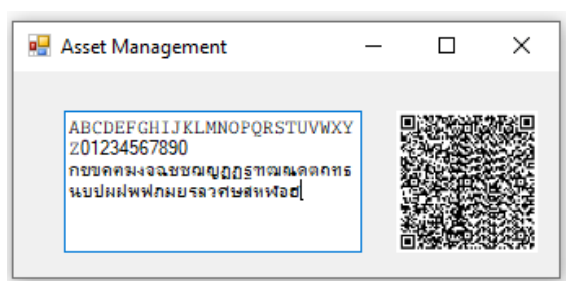 Asset Management
ABCDEFGHIJKLMNOPQRSTUVWXY
Z01234567890
กขฃคฅฆงจฉชซฌญฎฏฐฑฒณดตถทธ
นบปผฝพฟภมยรลวศษสหฬอฮ